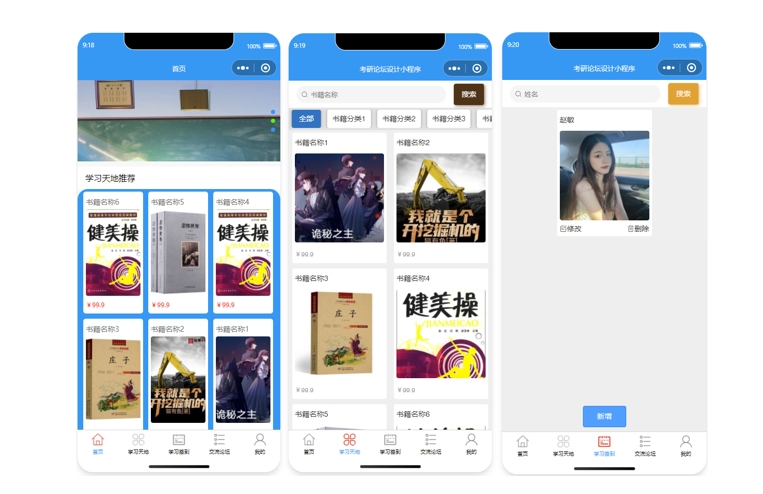 9:18
100%
首页
学习天地推荐
书籍名称6
书籍名称5
书籍名称4
健美操
健美操
￥99.9
￥99.9
￥99.9
书籍名称3
书籍名称2
书籍名称1
庄子
我就是个
开挖掘机的
诡秘之主
首页
学习天地
学习签到
交流论坛
我的
9:19
100%
考研论坛设计小程序
书籍名称
搜索
全部
书籍分类1
书籍分类2
书籍分类3
书籍名称1
书籍名称2
诡秘之主
我就是个
开挖掘机的
￥99.9
￥99.9
书籍名称3
书籍名称4
庄子
健美操
JIANMEICAO
￥99.9
￥99.9
书籍名称5
书籍名称6
首页
学习天地
学习签到
交流论坛
我的
9:20
100%
考研论坛设计小程序
姓名
搜索
赵敏
修改
删除
新增
首页
学习天地
学习签到
交流论坛
我的